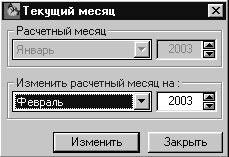 Текущий месяц
Расчетный месяц
Январь 2003
Изменить расчетный месяц на :
Февраль 2003
Изменить Закрыть